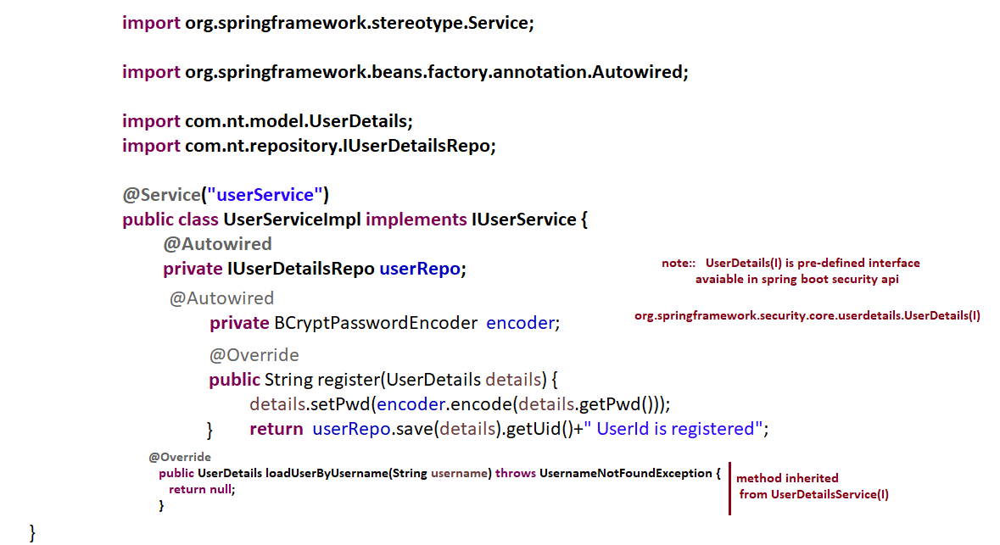 import org.springframework.stereotype.Service;
import org.springframework.beans.factory.annotation.Autowired;
import com.nt.model.UserDetails;
import com.nt.repository.IUserDetailsRepo;
@Service("userService")
public class UserServiceImpl implements IUserService {
@Autowired
private IUserDetailsRepo userRepo;
note:: UserDetails(I) is pre-defined interface
avaiable in spring boot security api
@Autowired
private BCryptPasswordEncoder encoder;
org.springframework.security.core.userdetails.UserDetails(I)
@Override
public String register(UserDetails details) {
details.setPwd(encoder.encode(details.getPwd()));
} return userRepo.save(details).getUid()+" UserId is registered";
@Override
public UserDetails loadUserByUsername(String username) throws UsernameNotFoundException {
return null;
}
method inherited
from UserDetailsService(I)
}